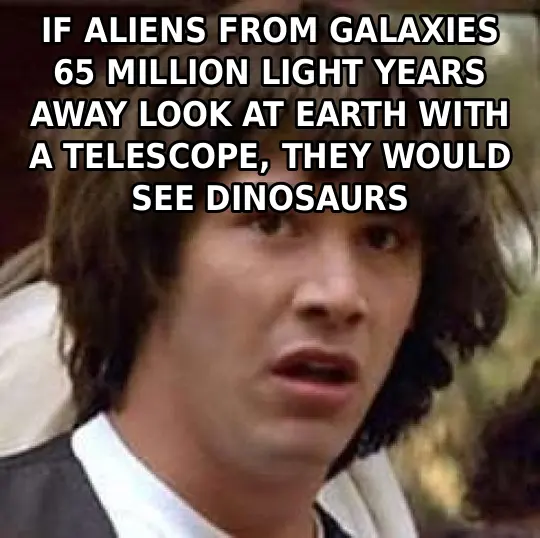 IF ALIENS FROM GALAXIES
65 MILLION LIGHT YEARS
AWAY LOOK AT EARTH WITH
A TELESCOPE, THEY WOULD
SEE DINOSAURS